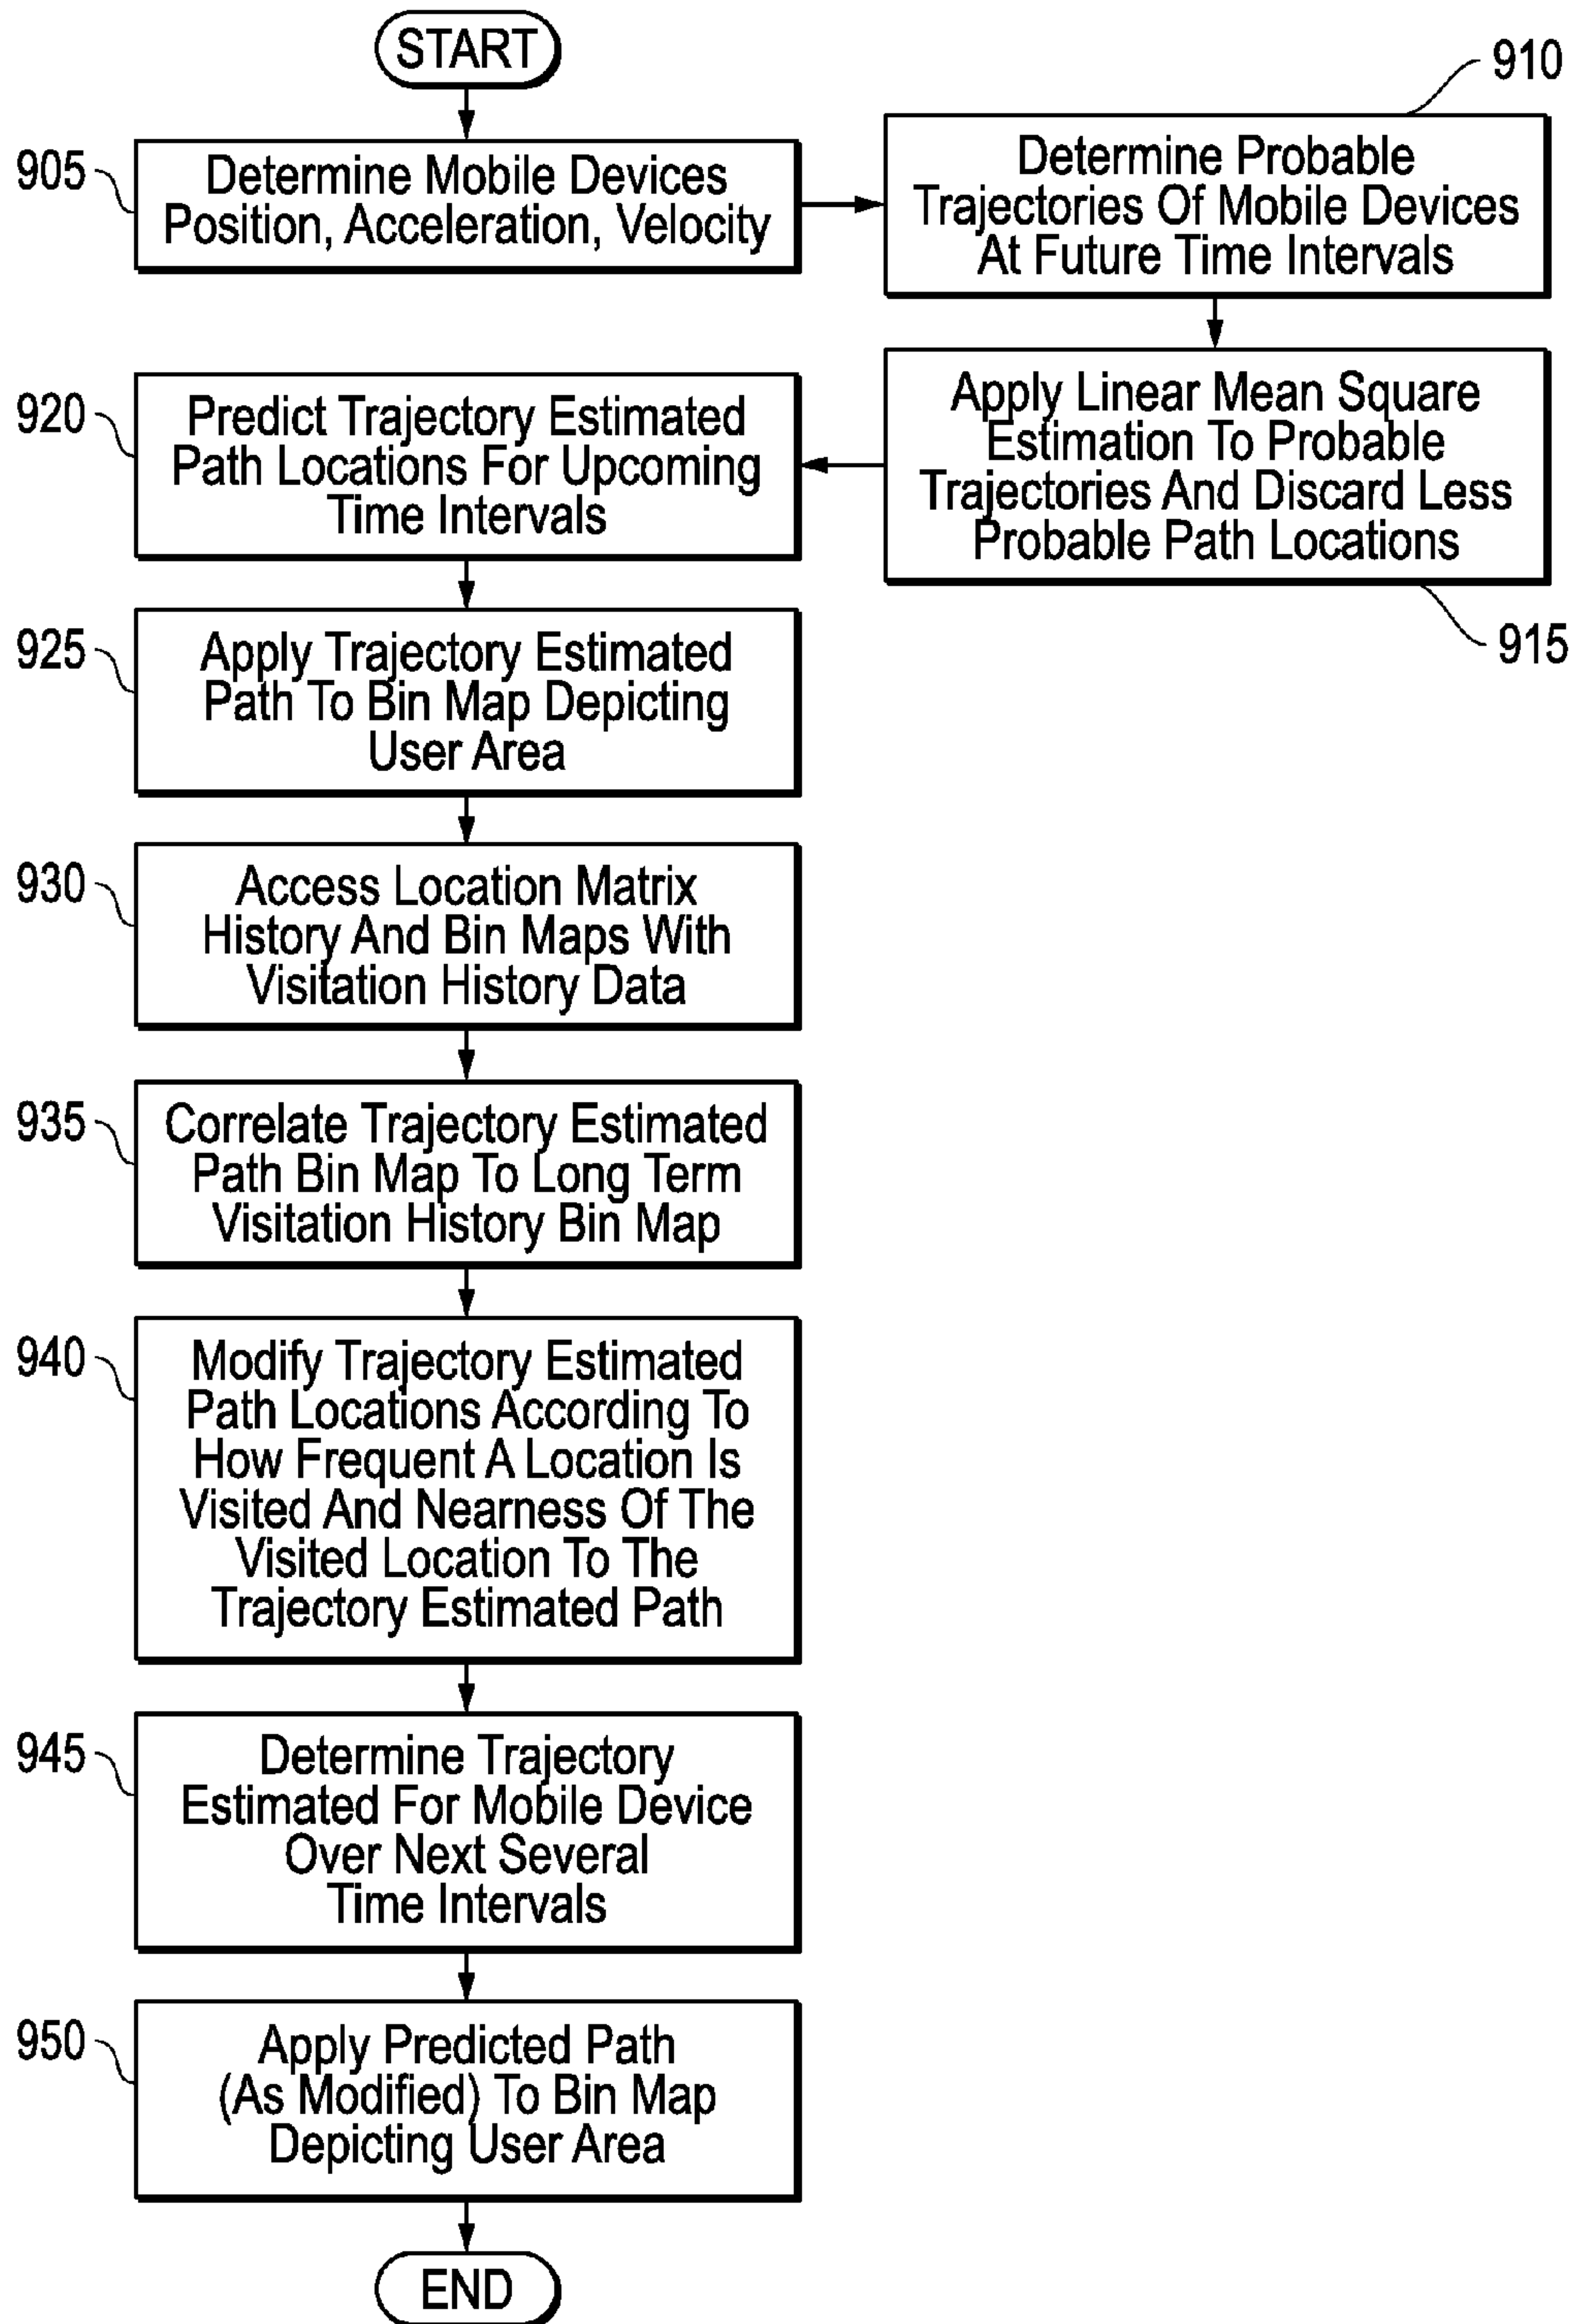 START
905
Determine Mobile Devices
Position, Acceleration, Velocity
910
Determine Probable
Trajectories Of Mobile Devices
At Future Time Intervals
915
Apply Linear Mean Square
Estimation To Probable
Trajectories And Discard Less
Probable Path Locations
920
Predict Trajectory Estimated
Path Locations For Upcoming
Time Intervals
925
Apply Trajectory Estimated
Path To Bin Map Depicting
User Area
930
Access Location Matrix
History And Bin Maps With
Visitation History Data
935
Correlate Trajectory Estimated
Path Bin Map To Long Term
Visitation History Bin Map
940
Modify Trajectory Estimated
Path Locations According To
How Frequent A Location Is
Visited And Nearness Of The
Visited Location To The
Trajectory Estimated Path
945
Determine Trajectory
Estimated For Mobile Device
Over Next Several
Time Intervals
950
Apply Predicted Path
(As Modified) To Bin Map
Depicting User Area
END